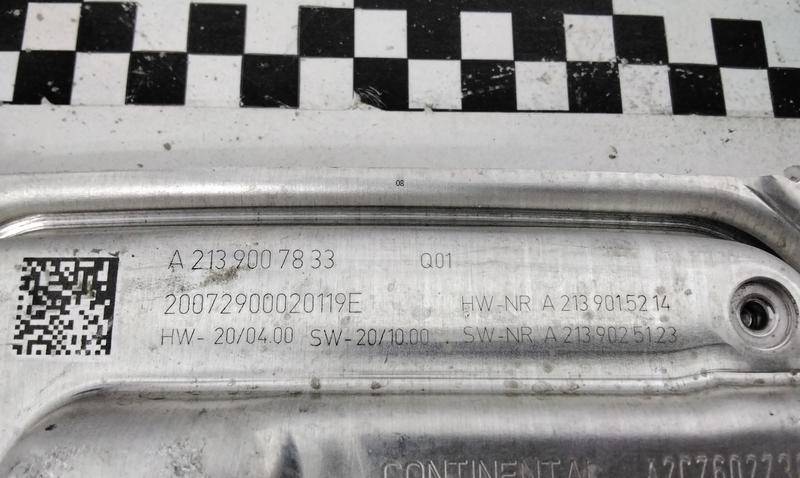 08
A 213 900 78 33 Q01
20072900020119E HW-NR A 213 901 52 14
HW- 20/04.00 SW-20/10.00 SW-NR A 213 902 51 23
CONTINENTAL